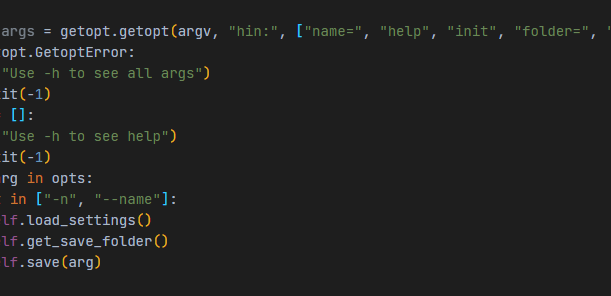 args = getopt.getopt(argv, "hin:", ["name=", "help", "init", "folder=", "
topt.GetoptError:
"Use -h to see all args")
it(-1)
[]:
"Use -h to see help")
it(-1)
rg in opts:
in ["-n", "--name"]:
lf.load_settings()
lf.get_save_folder()
lf.save(arg)